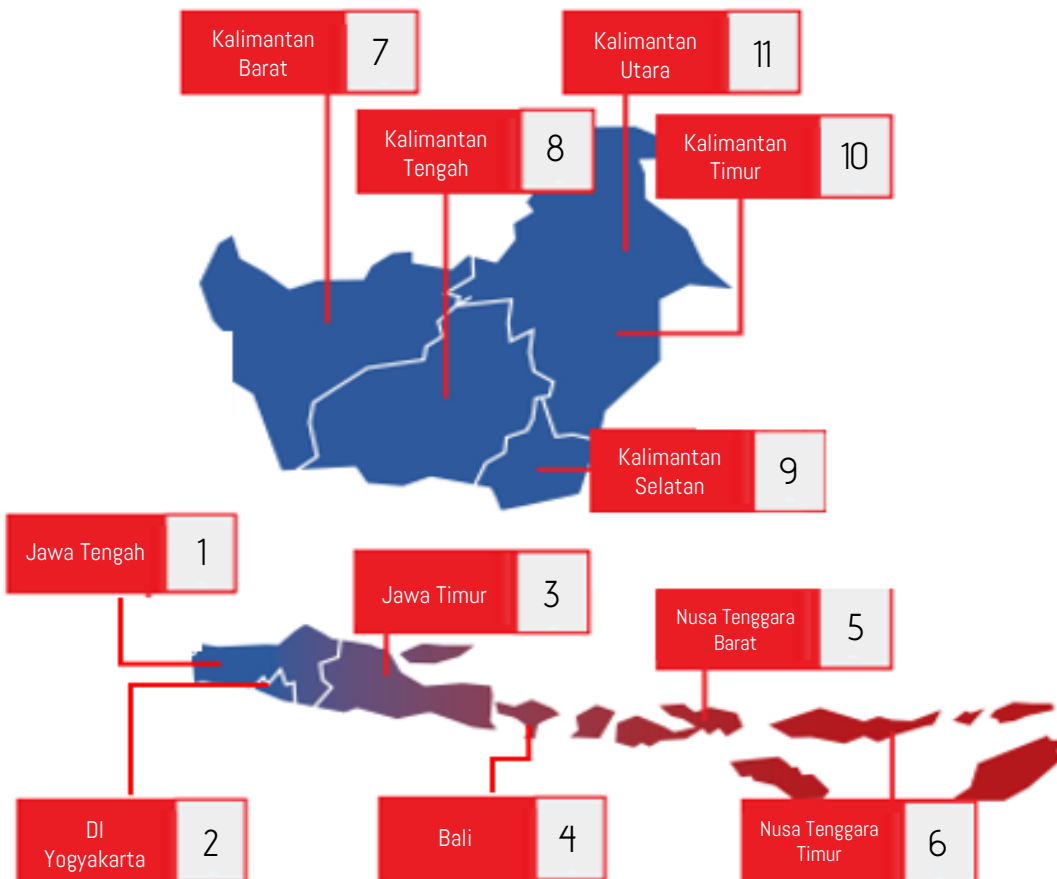 Kalimantan
Barat
7
Kalimantan
Utara
11
Kalimantan
Tengah
8
Kalimantan
Timur
10
Kalimantan
Selatan
9
Jawa Tengah
1
Jawa Timur
3
Nusa Tenggara
Barat
5
DI
Yogyakarta
2
Bali
4
Nusa Tenggara
Timur
6